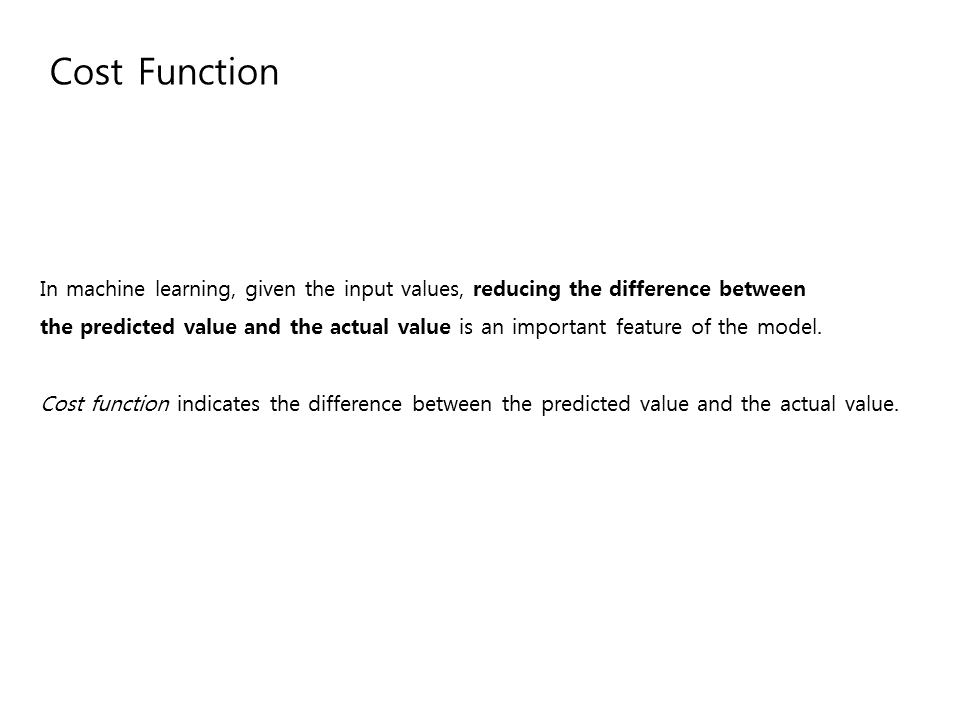 Cost Function
In machine learning, given the input values, reducing the difference between
the predicted value and the actual value is an important feature of the model.
Cost function indicates the difference between the predicted value and the actual value.